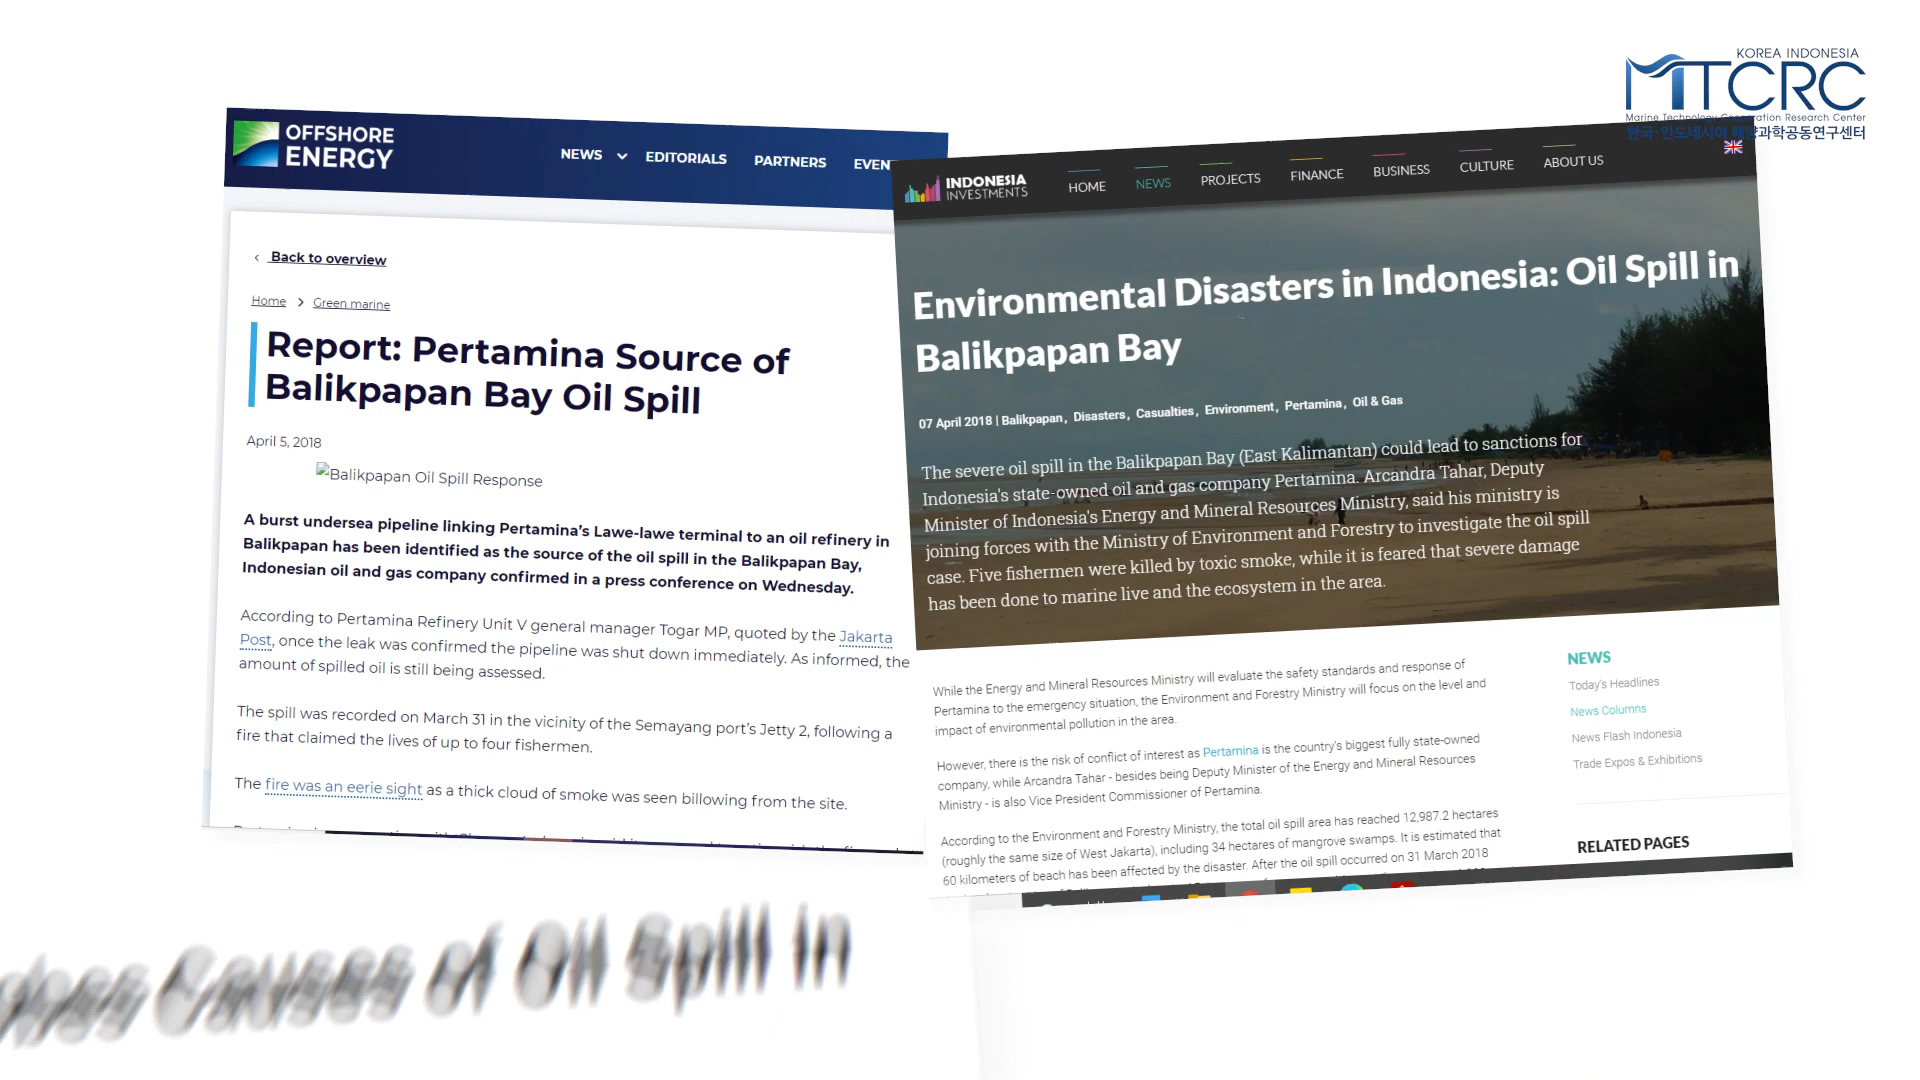 KOREA INDONESIA
MTCRC
Marine Technology Cooperation Research Center
한국·인도네시아 해양과학공동연구센터
OFFSHORE
ENERGY
NEWS EDITORIALS PARTNERS EVEN
Back to overview
Home > Green marine
Report: Pertamina Source of
Balikpapan Bay Oil Spill
April 5, 2018
Balikpapan Oil Spill Response
A burst undersea pipeline linking Pertamina's Lawe-lawe terminal to an oil refinery in
Balikpapan has been identified as the source of the oil spill in the Balikpapan Bay,
Indonesian oil and gas company confirmed in a press conference on Wednesday.
According to Pertamina Refinery Unit V general manager Togar MP, quoted by the Jakarta
Post, once the leak was confirmed the pipeline was shut down immediately. As informed, the
amount of spilled oil is still being assessed.
The spill was recorded on March 31 in the vicinity of the Semayang port's Jetty 2, following a
fire that claimed the lives of up to four fishermen.
The fire was an eerie sight as a thick cloud of smoke was seen billowing from the site.
INDONESIA
INVESTMENTS
HOME NEWS PROJECTS FINANCE BUSINESS CULTURE ABOUT US
Environmental Disasters in Indonesia: Oil Spill in
Balikpapan Bay
07 April 2018 | Balikpapan, Disasters, Casualties, Environment, Pertamina, Oil & Gas
The severe oil spill in the Balikpapan Bay (East Kalimantan) could lead to sanctions for
Indonesia's state-owned oil and gas company Pertamina. Arcandra Tahar, Deputy
Minister of Indonesia's Energy and Mineral Resources Ministry, said his ministry is
joining forces with the Ministry of Environment and Forestry to investigate the oil spill
case. Five fishermen were killed by toxic smoke, while it is feared that severe damage
has been done to marine live and the ecosystem in the area.
While the Energy and Mineral Resources Ministry will evaluate the safety standards and response of
Pertamina to the emergency situation, the Environment and Forestry Ministry will focus on the level and
impact of environmental pollution in the area.
However, there is the risk of conflict of interest as Pertamina is the country's biggest fully state-owned
company, while Arcandra Tahar - besides being Deputy Minister of the Energy and Mineral Resources
Ministry - is also Vice President Commissioner of Pertamina.
According to the Environment and Forestry Ministry, the total oil spill area has reached 12,987.2 hectares
(roughly the same size of West Jakarta), including 34 hectares of mangrove swamps. It is estimated that
60 kilometers of beach has been affected by the disaster. After the oil spill occurred on 31 March 2018
NEWS
Today's Headlines
News Columns
News Flash Indonesia
Trade Expos & Exhibitions
RELATED PAGES
Causes of Oil Spill in